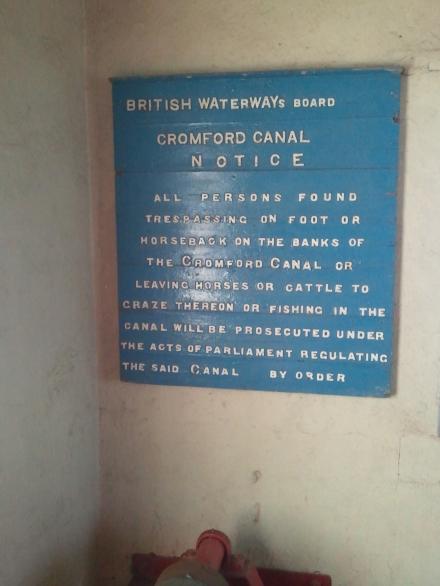 BRITISH WATERWAYS BOARD
CROMFORD CANAL
NOTICE
ALL PERSONS FOUND
TRESPASSING ON FOOT OR
HORSEBACK ON THE BANKS OF
THE CROMFORD CANAL OR
LEAVING HORSES OR CATTLE TO
GRAZE THEREON OR FISHING IN THE
CANAL WILL BE PROSECUTED UNDER
THE ACTS OF PARLIAMENT REGULATING
THE SAID CANAL BY ORDER